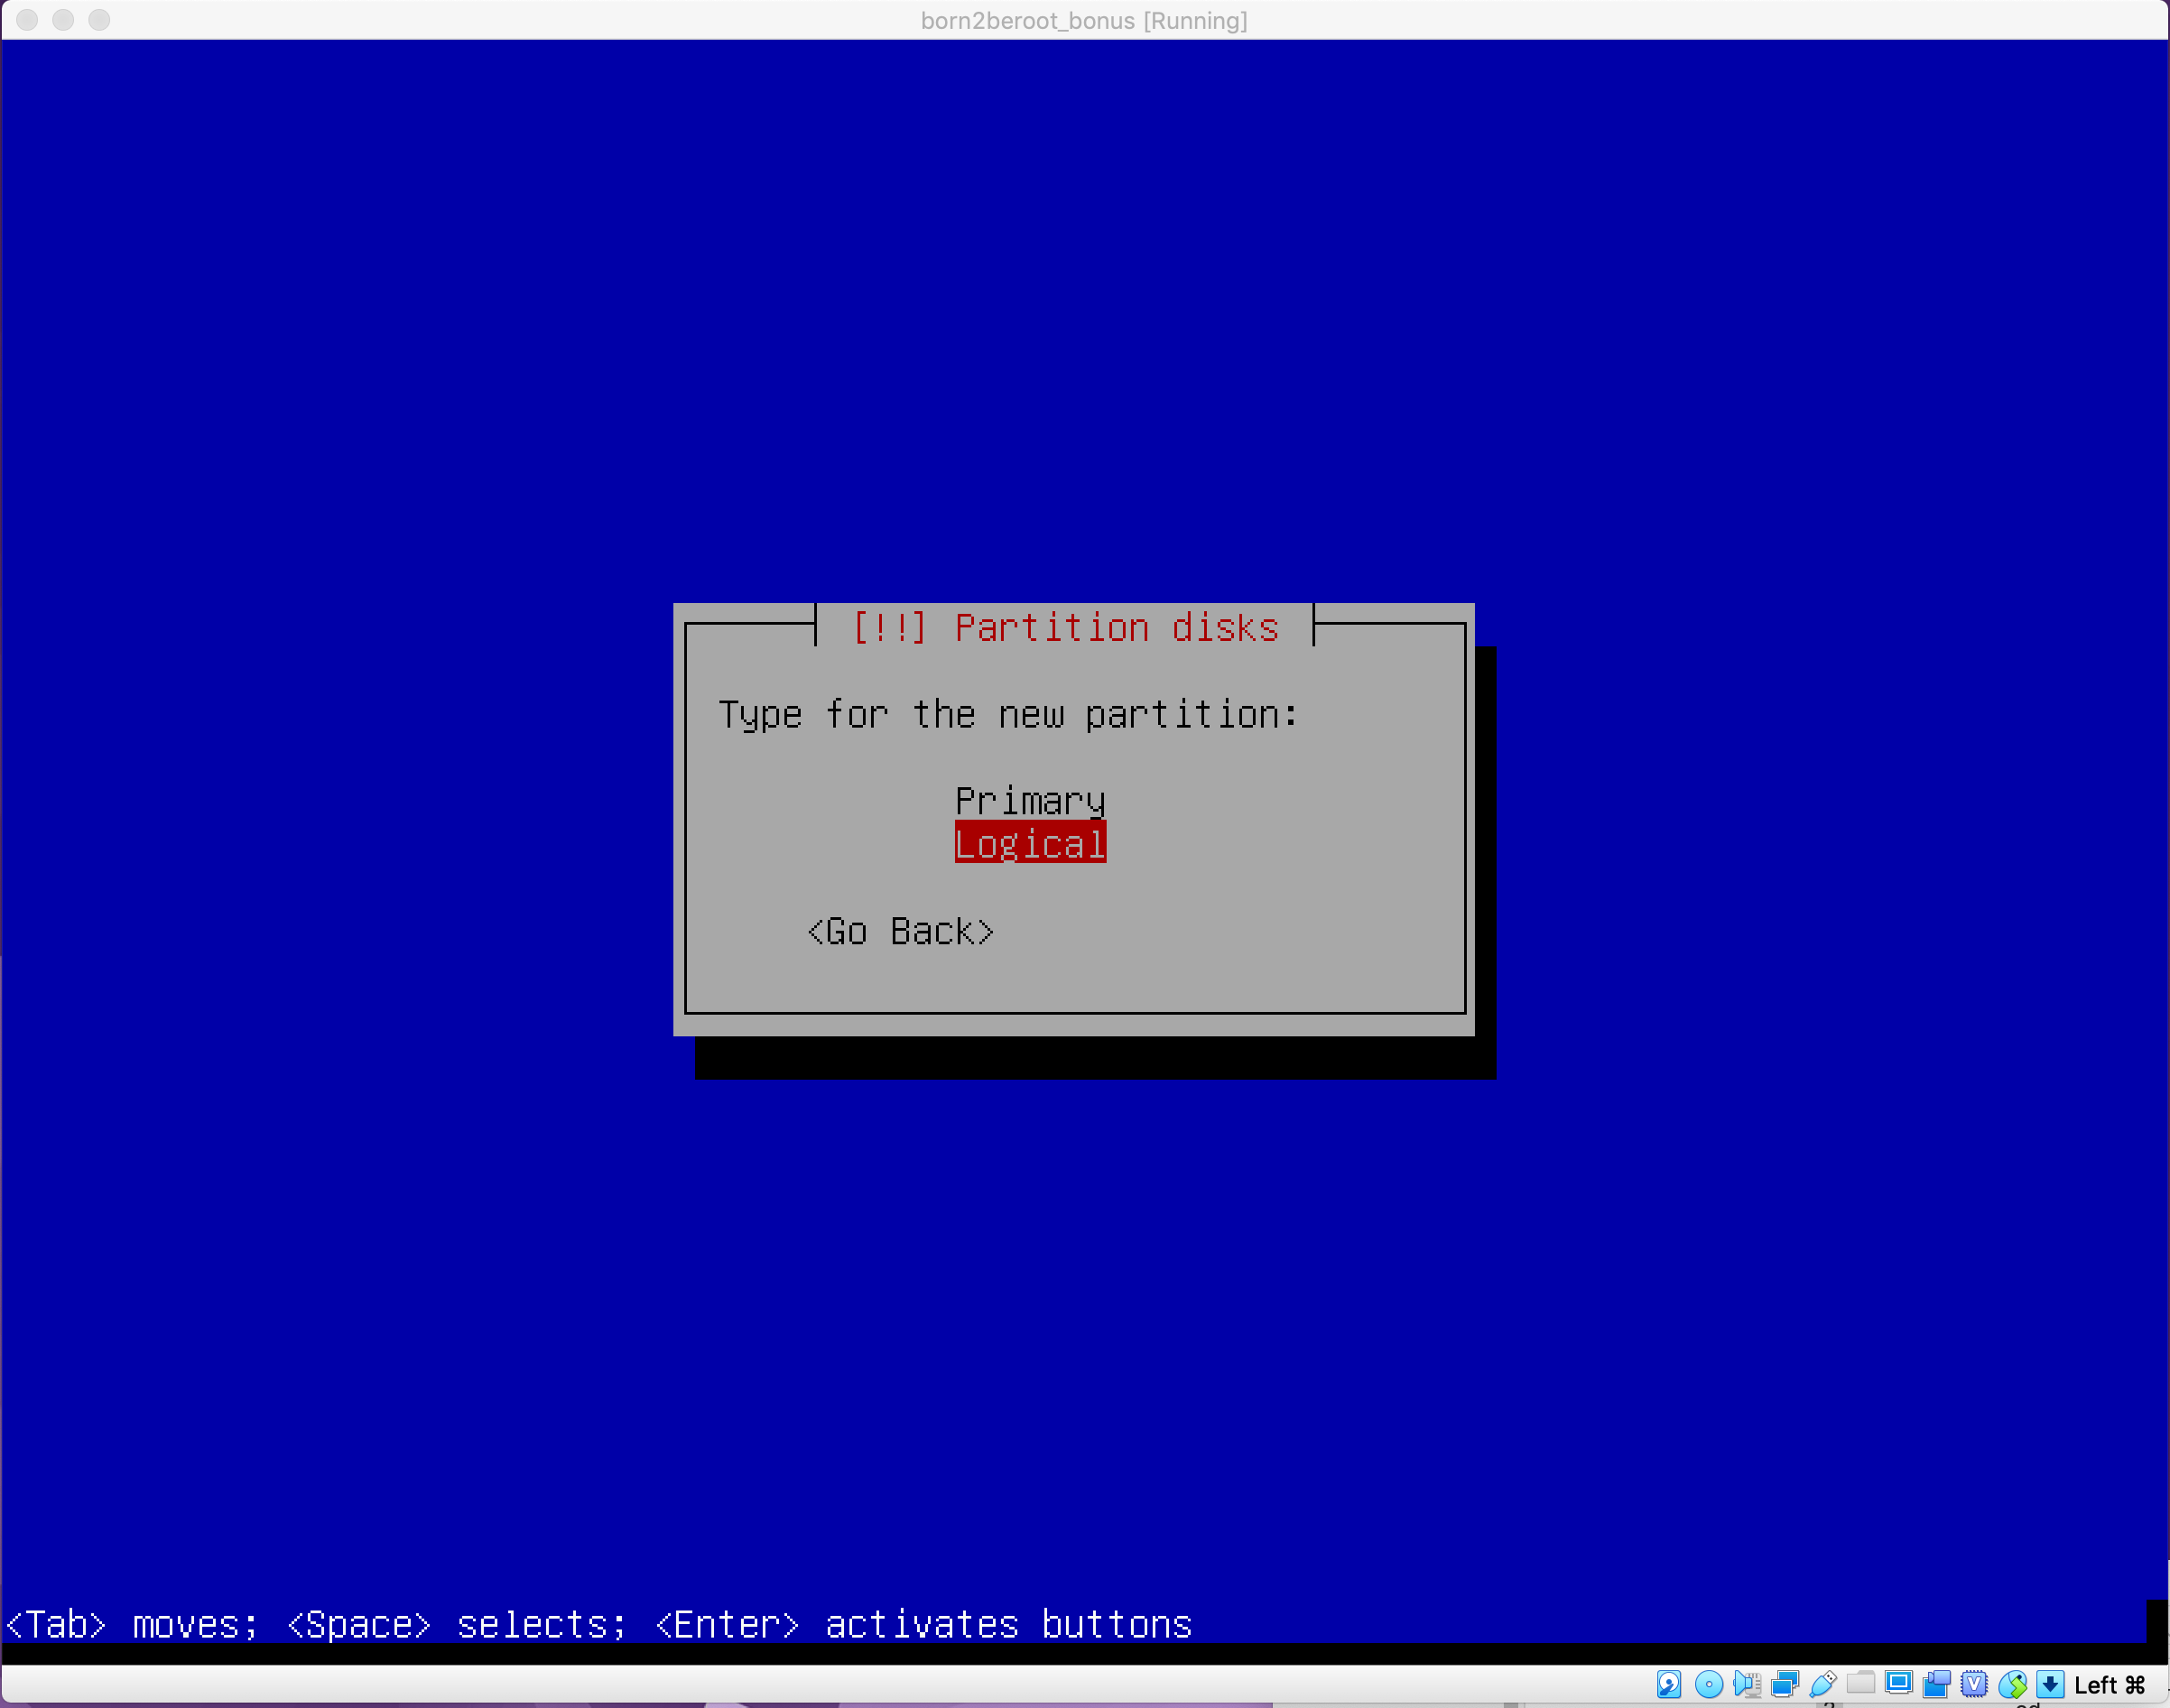 born2beroot_bonus [Running]
[!!] Partition disks
Type for the new partition:
Primary
Logical
<Go Back>
<Tab> moves; <Space> selects; <Enter> activates buttons
Left ⌘